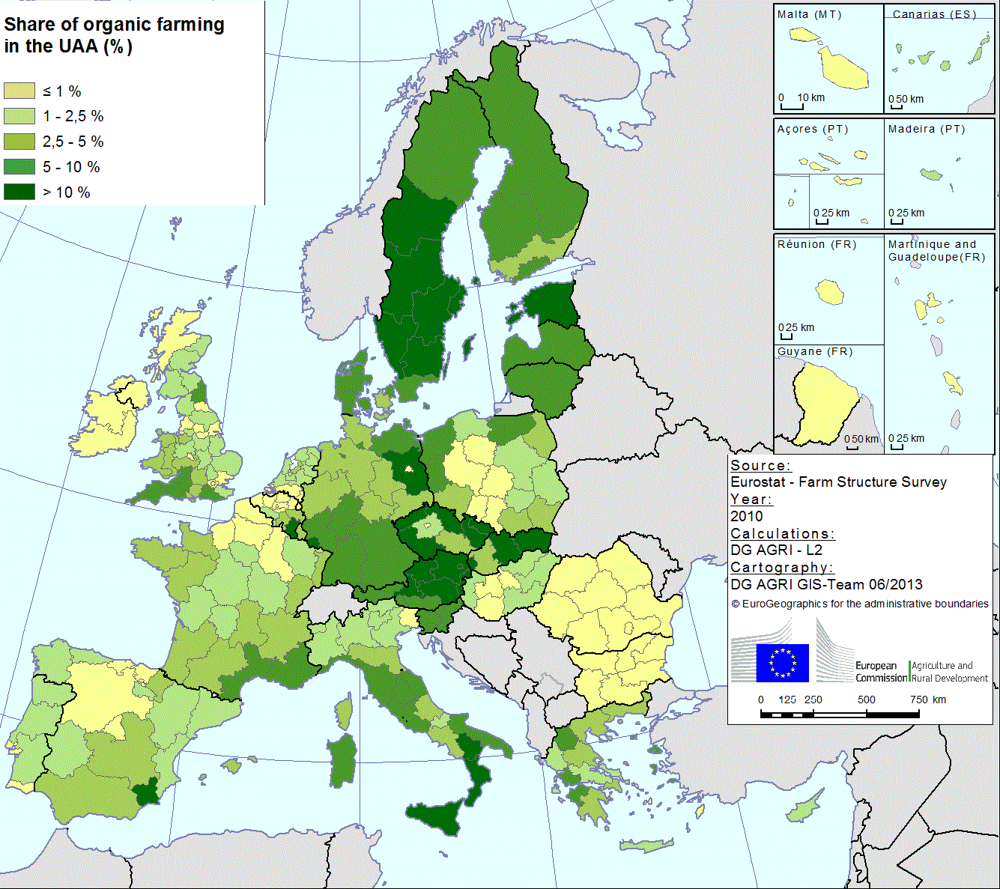 Share of organic farming
in the UAA (%)
≤ 1 %
1 - 2,5 %
2,5 - 5 %
5 - 10 %
> 10 %
Malta (MT)
0 10 km
Canarias (ES)
0 50 km
Açores (PT)
0 25 km
Madeira (PT)
0 25 km
Réunion (FR)
0 25 km
Martinique and
Guadeloupe(FR)
0 25 km
Guyane (FR)
0 50 km
Source:
Eurostat - Farm Structure Survey
Year:
2010
Calculations:
DG AGRI - L2
Cartography:
DG AGRI GIS-Team 06/2013
© EuroGeographics for the administrative boundaries
European
Commission
Agriculture and
Rural Development
0 125 250 500 750 km